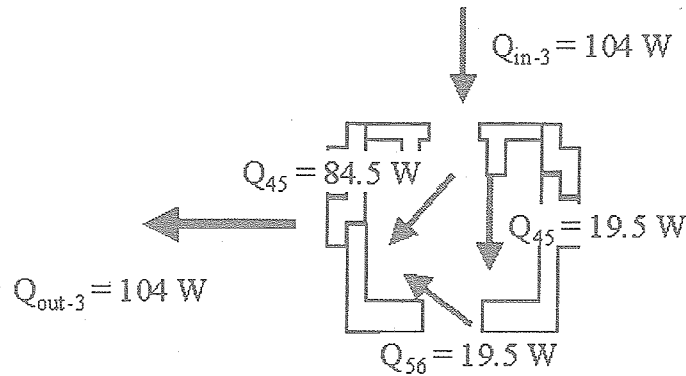 Q_in-3 = 104 W
Q_45 = 84.5 W
Q_45 = 19.5 W
Q_out-3 = 104 W
Q_56 = 19.5 W